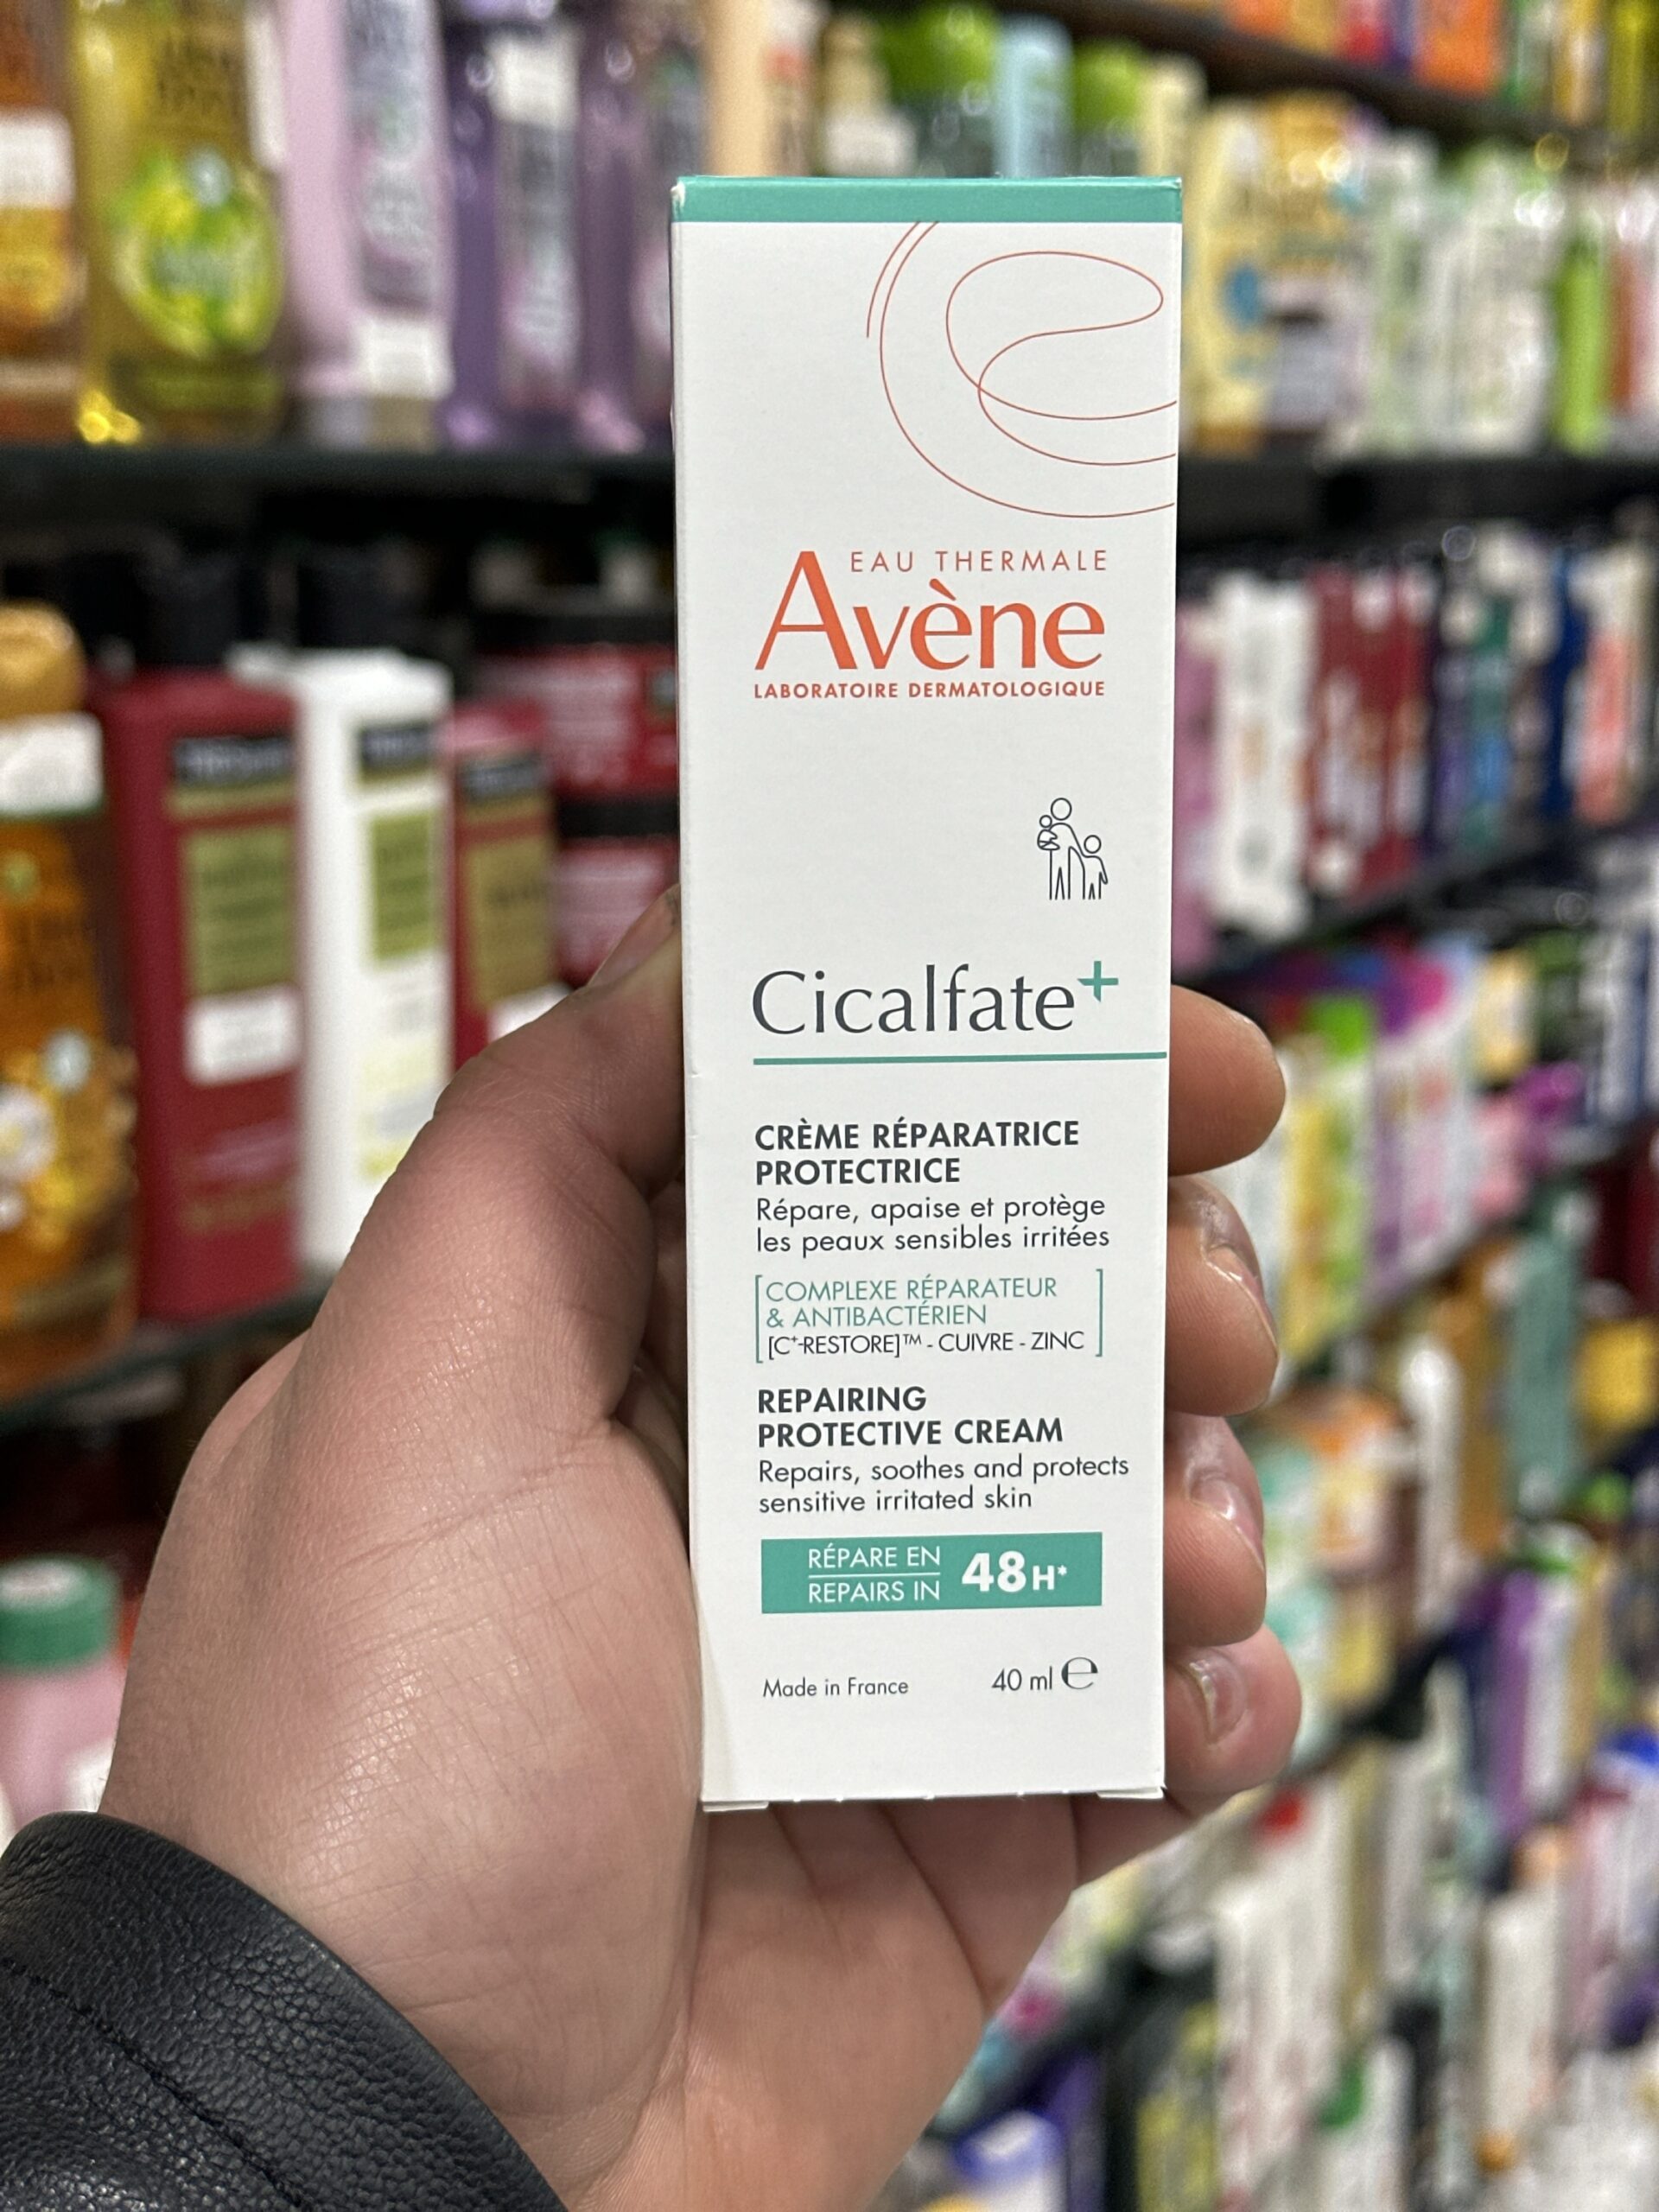 EAU THERMALE
Avène
LABORATOIRE DERMATOLOGIQUE
Cicalfate+
CRÈME RÉPARATRICE
PROTECTRICE
Répare, apaise et protège
les peaux sensibles irritées
COMPLEXE RÉPARATEUR
& ANTIBACTÉRIEN
[C+-RESTORE]™ - CUIVRE - ZINC
REPAIRING
PROTECTIVE CREAM
Repairs, soothes and protects
sensitive irritated skin
RÉPARE EN
REPAIRS IN
48H*
Made in France
40 ml ℮